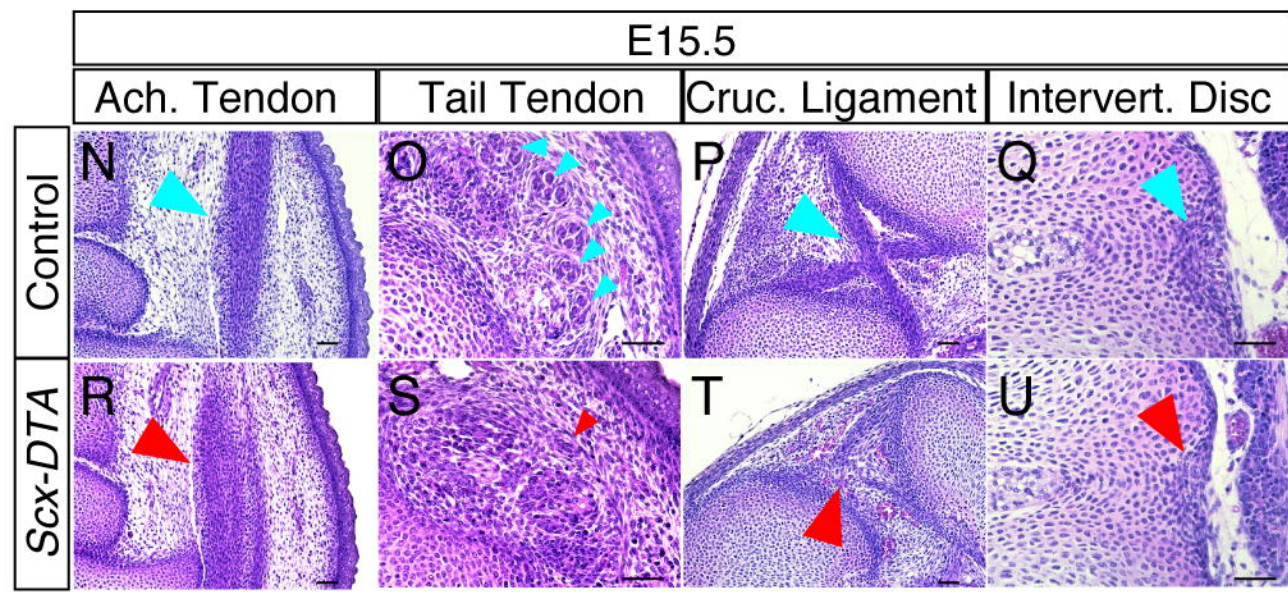 E15.5
Ach. Tendon Tail Tendon Cruc. Ligament Intervert. Disc
Control
N O P Q
Scx-DTA
R S T U